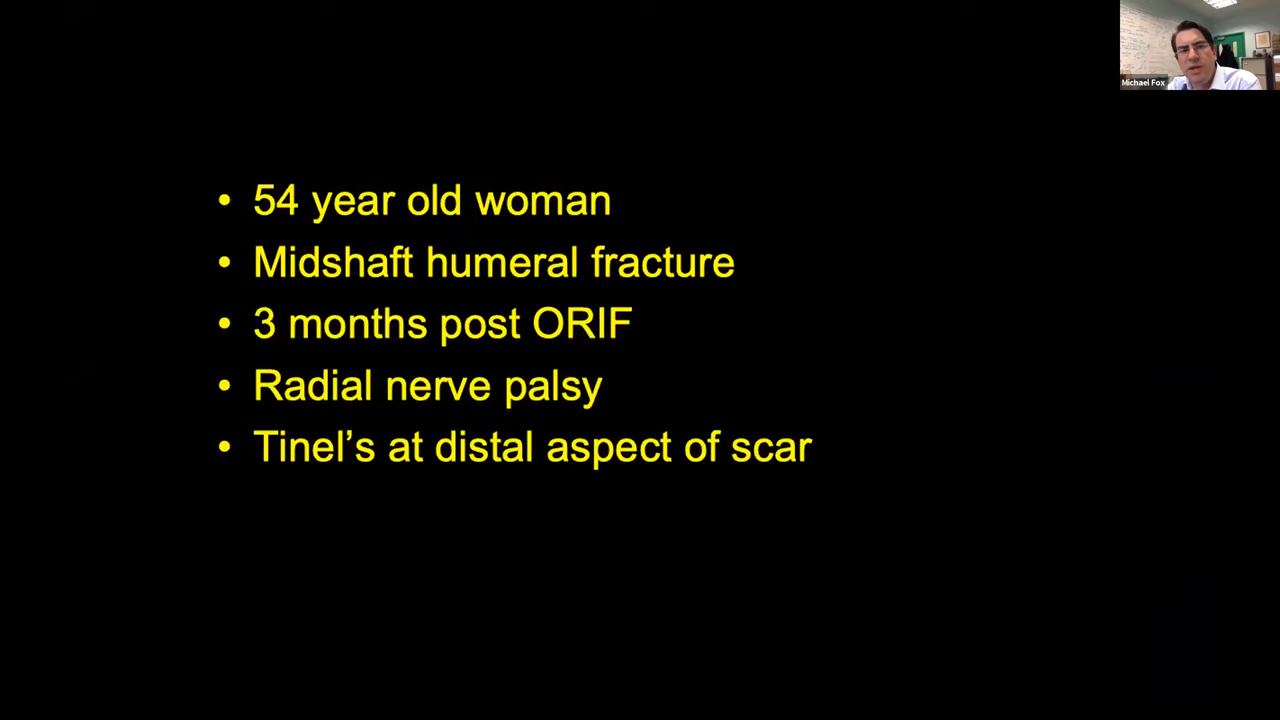 Michael Fox
• 54 year old woman
• Midshaft humeral fracture
• 3 months post ORIF
• Radial nerve palsy
• Tinel’s at distal aspect of scar